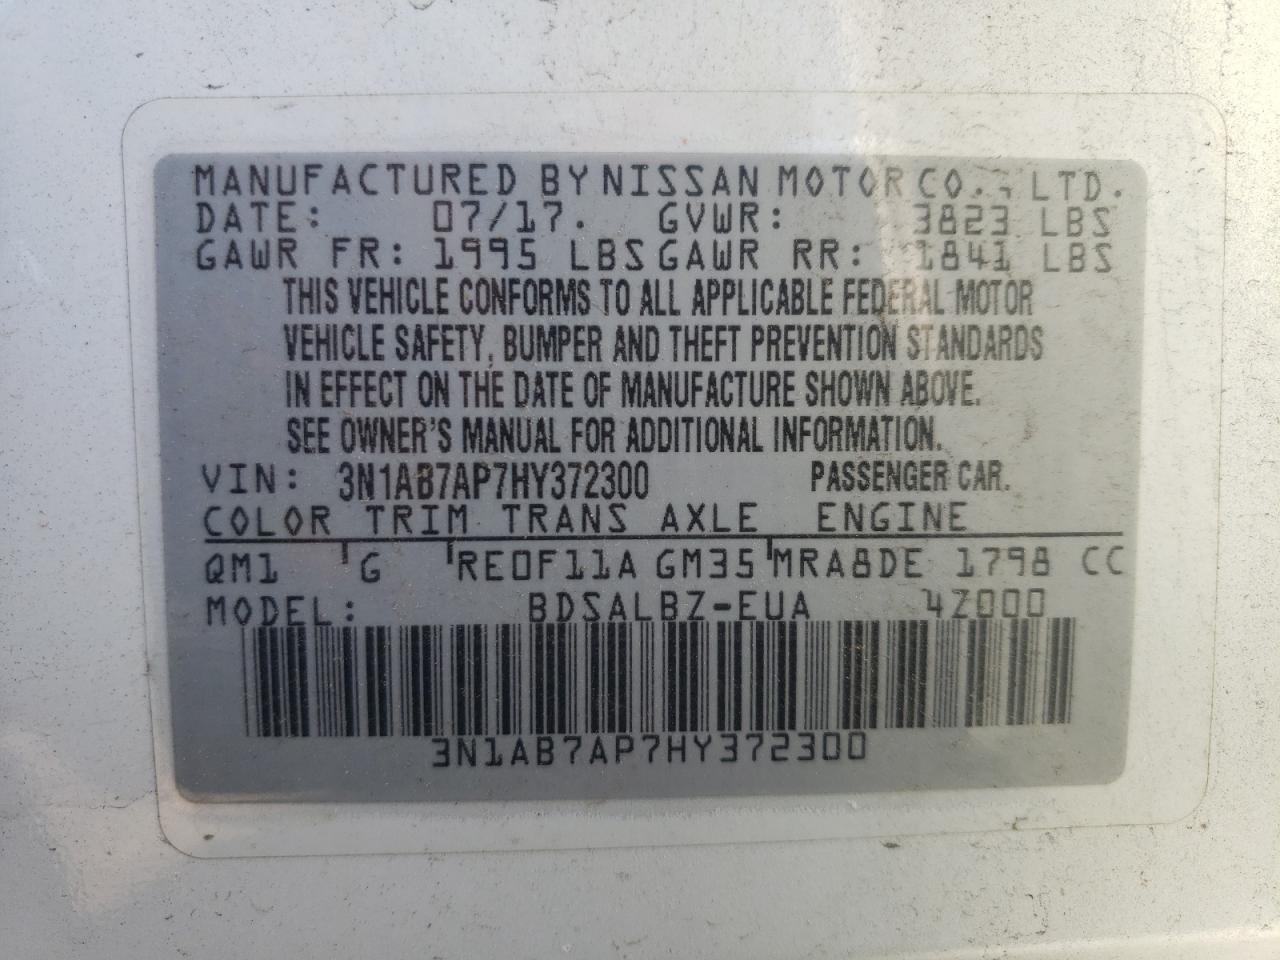 MANUFACTURED BY NISSAN MOTOR CO., LTD.
DATE: 07/17. GVWR: 3823 LBS
GAWR FR: 1995 LBS GAWR RR: 1841 LBS
THIS VEHICLE CONFORMS TO ALL APPLICABLE FEDERAL MOTOR
VEHICLE SAFETY, BUMPER AND THEFT PREVENTION STANDARDS
IN EFFECT ON THE DATE OF MANUFACTURE SHOWN ABOVE.
SEE OWNER'S MANUAL FOR ADDITIONAL INFORMATION.
VIN: 3N1AB7AP7HY372300 PASSENGER CAR.
COLOR TRIM TRANS AXLE ENGINE
QM1 G RE0F11A GM35 MRA8DE 1798 CC
MODEL: BDSALBZ-EUA 4Z000
3N1AB7AP7HY372300